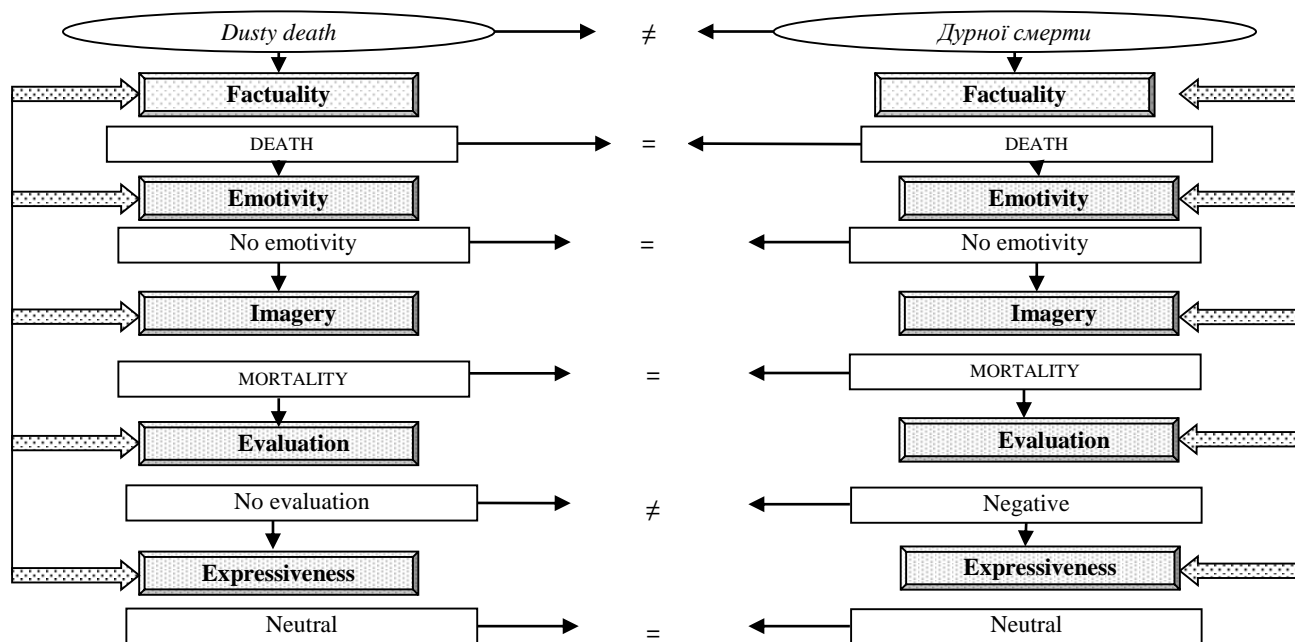 Dusty death
≠
Дурної смерти
Factuality
Factuality
DEATH
=
DEATH
Emotivity
Emotivity
No emotivity
=
No emotivity
Imagery
Imagery
MORTALITY
=
MORTALITY
Evaluation
Evaluation
No evaluation
≠
Negative
Expressiveness
Expressiveness
Neutral
=
Neutral